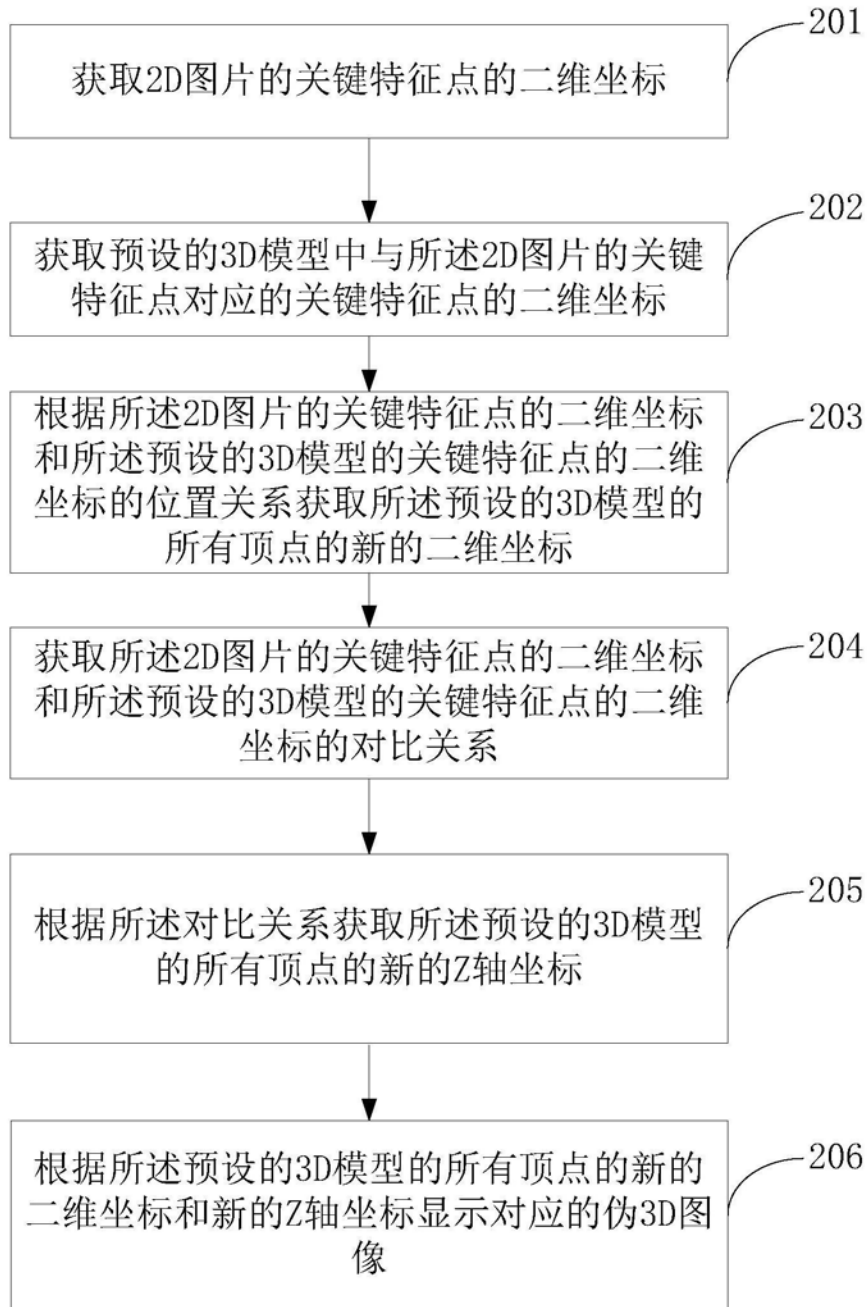 201
获取2D图片的关键特征点的二维坐标
202
获取预设的3D模型中与所述2D图片的关键
特征点对应的关键特征点的二维坐标
203
根据所述2D图片的关键特征点的二维坐标
和所述预设的3D模型的关键特征点的二维
坐标的位置关系获取所述预设的3D模型的
所有顶点的新的二维坐标
204
获取所述2D图片的关键特征点的二维坐标
和所述预设的3D模型的关键特征点的二维
坐标的对比关系
205
根据所述对比关系获取所述预设的3D模型
的所有顶点的新的Z轴坐标
206
根据所述预设的3D模型的所有顶点的新的
二维坐标和新的Z轴坐标显示对应的伪3D图
像